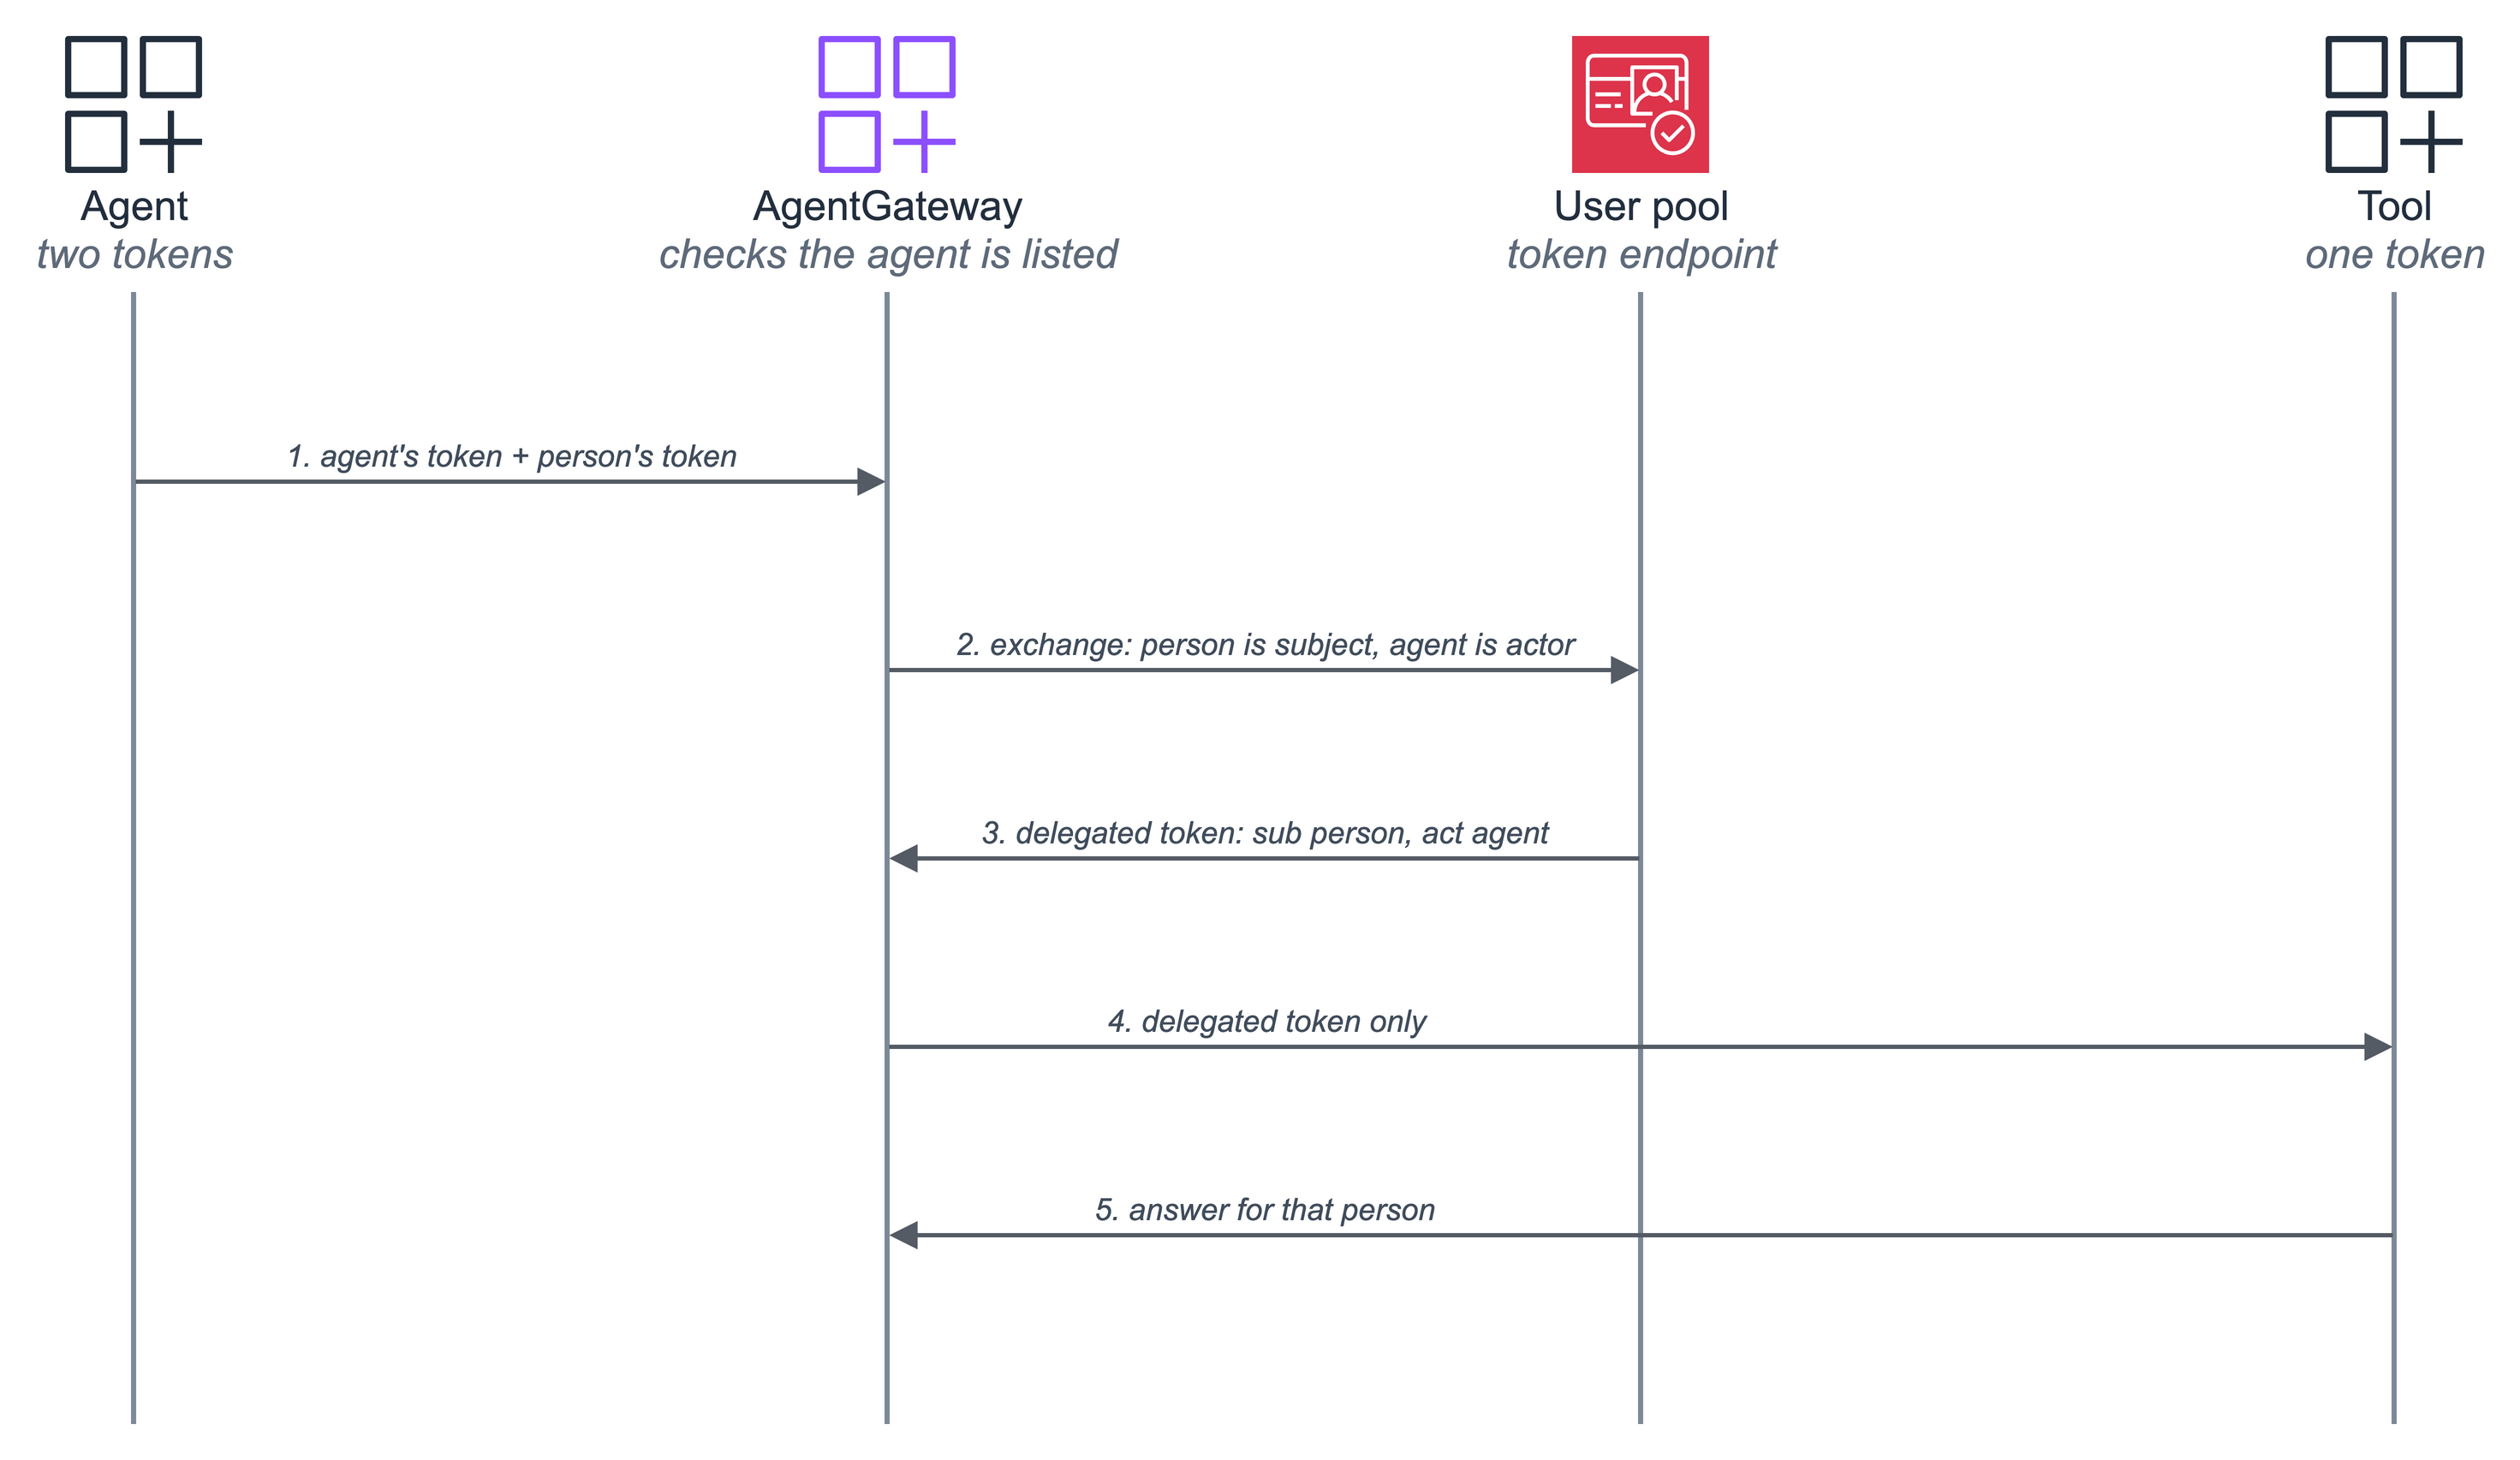 Agent
two tokens
AgentGateway
checks the agent is listed
User pool
token endpoint
Tool
one token
1. agent's token + person's token
2. exchange: person is subject, agent is actor
3. delegated token: sub person, act agent
4. delegated token only
5. answer for that person